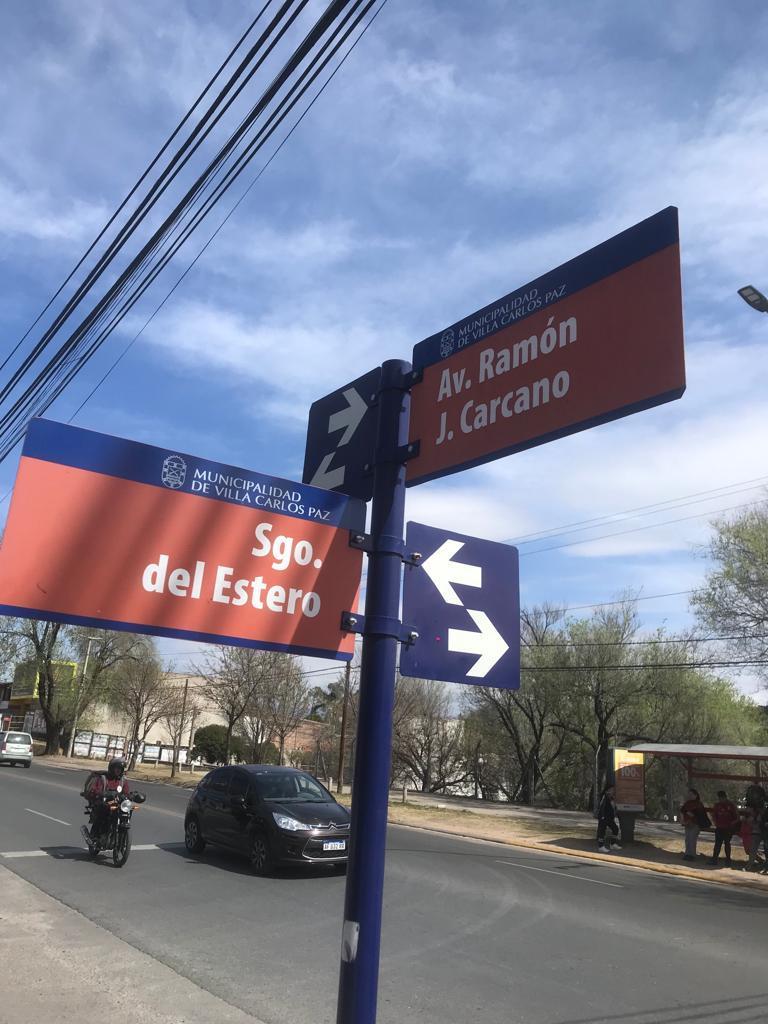 MUNICIPALIDAD
DE VILLA CARLOS PAZ
Av. Ramón
J. Carcano
MUNICIPALIDAD
DE VILLA CARLOS PAZ
Sgo.
del Estero